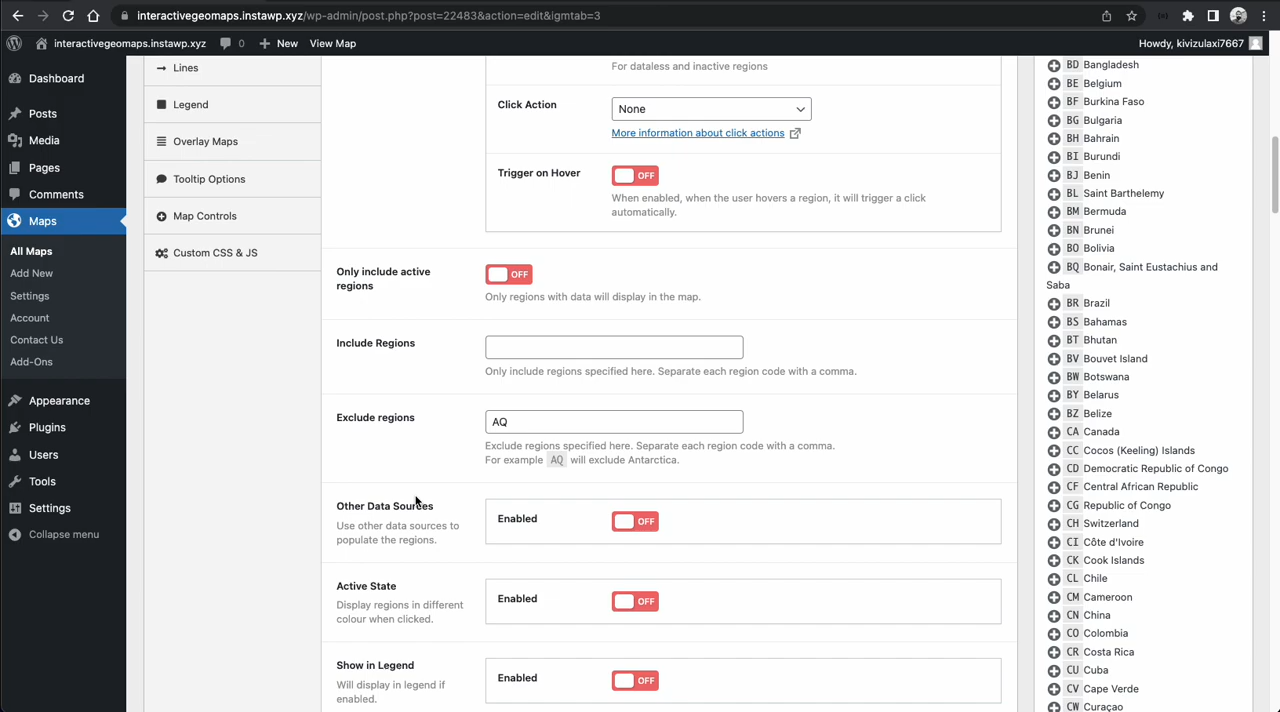 interactivegeomaps.instawp.xyz/wp-admin/post.php?post=22483&action=edit&igmtab=3
interactivegeomaps.instawp.xyz
0
New
View Map
Howdy, kivizulaxi7667
Dashboard
Posts
Media
Pages
Comments
Maps
All Maps
Add New
Settings
Account
Contact Us
Add-Ons
Appearance
Plugins
Users
Tools
Settings
Collapse menu
Lines
Legend
Overlay Maps
Tooltip Options
Map Controls
Custom CSS & JS
For dataless and inactive regions
Click Action
None
More information about click actions
Trigger on Hover
OFF
When enabled, when the user hovers a region, it will trigger a click
automatically.
Only include active
regions
OFF
Only regions with data will display in the map.
Include Regions
Only include regions specified here. Separate each region code with a comma.
Exclude regions
AQ
Exclude regions specified here. Separate each region code with a comma.
For example AQ will exclude Antarctica.
Other Data Sources
Use other data sources to
populate the regions.
Enabled
OFF
Active State
Display regions in different
colour when clicked.
Enabled
OFF
Show in Legend
Will display in legend if
enabled.
Enabled
OFF
BD Bangladesh
BE Belgium
BF Burkina Faso
BG Bulgaria
BH Bahrain
BI Burundi
BJ Benin
BL Saint Barthelemy
BM Bermuda
BN Brunei
BO Bolivia
BQ Bonair, Saint Eustachius and
Saba
BR Brazil
BS Bahamas
BT Bhutan
BV Bouvet Island
BW Botswana
BY Belarus
BZ Belize
CA Canada
CC Cocos (Keeling) Islands
CD Democratic Republic of Congo
CF Central African Republic
CG Republic of Congo
CH Switzerland
CI Côte d'Ivoire
CK Cook Islands
CL Chile
CM Cameroon
CN China
CO Colombia
CR Costa Rica
CU Cuba
CV Cape Verde
CW Curaçao